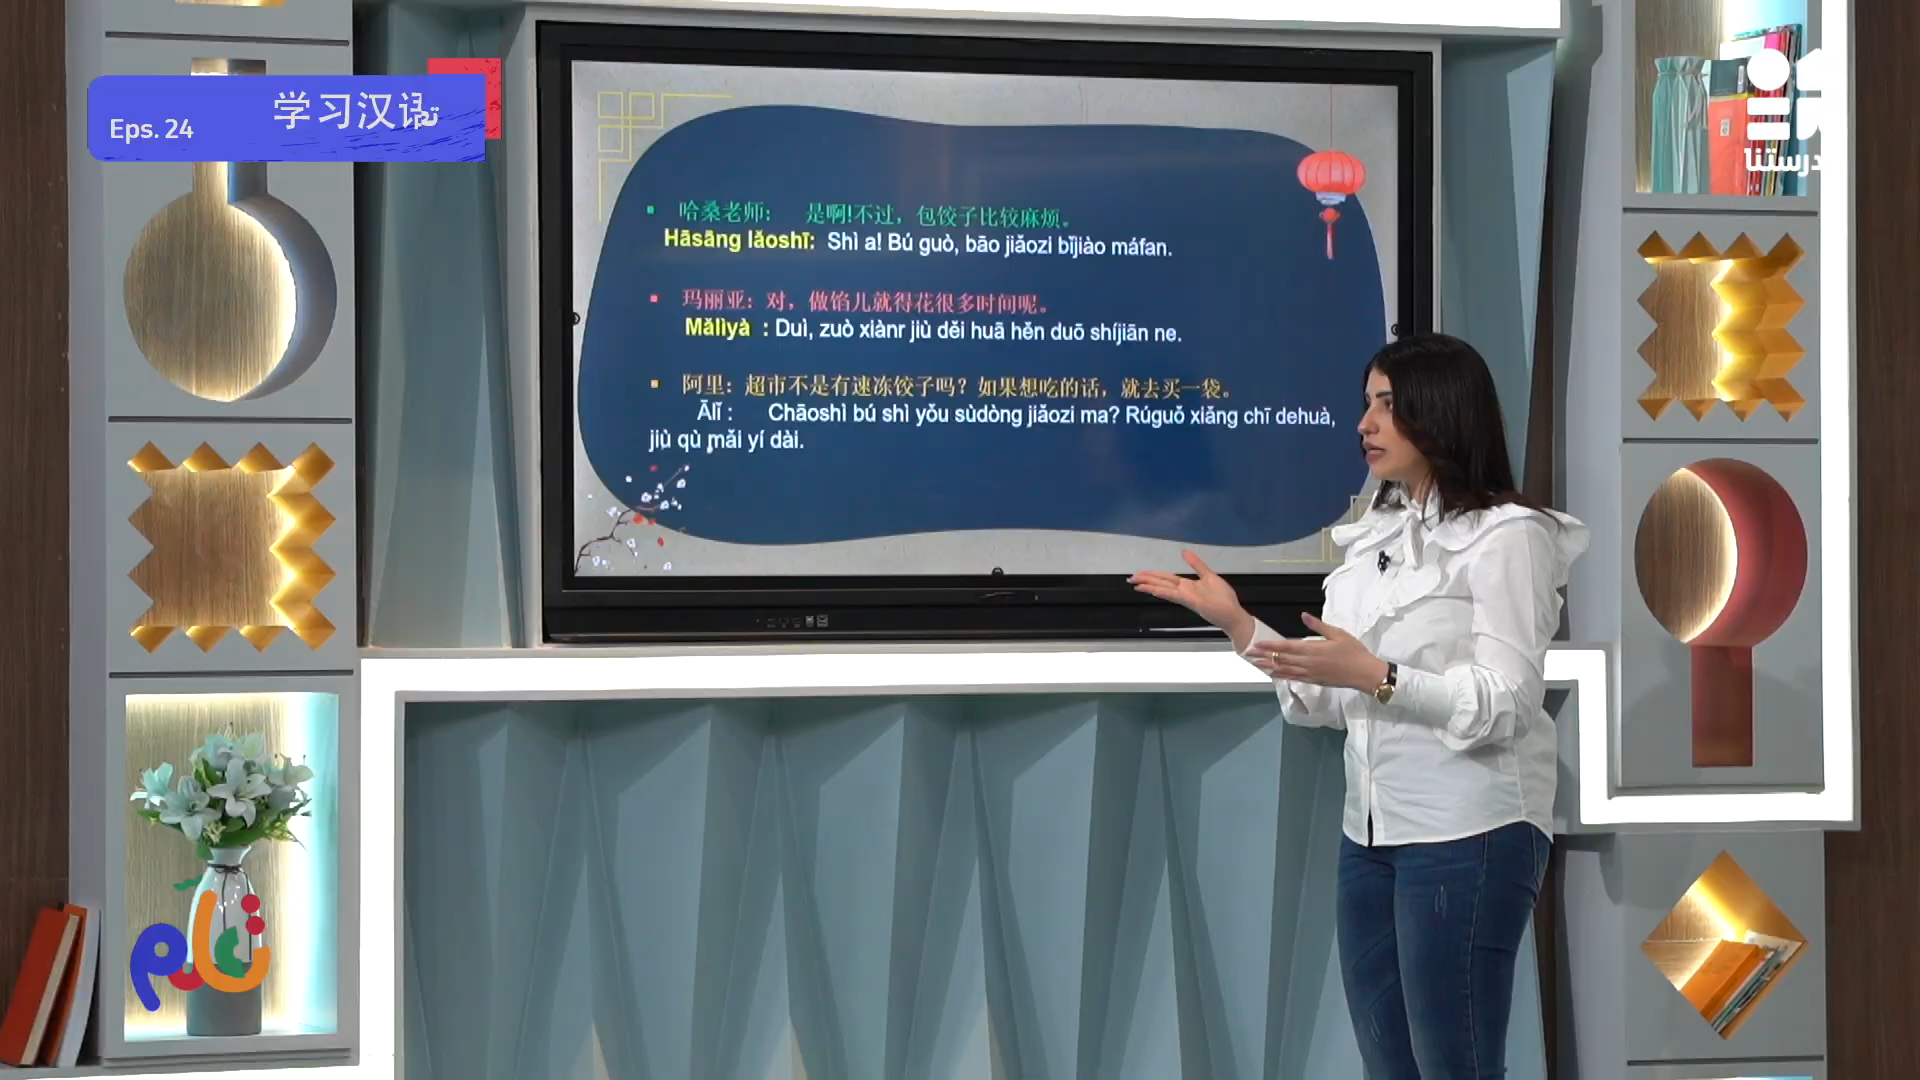 学习汉语
Eps. 24
درستنا
哈桑老师： 是啊!不过，包饺子比较麻烦。
Hāsāng lǎoshī: Shì a! Bú guò, bāo jiǎozi bǐjiào máfan.
玛丽亚：对，做馅儿就得花很多时间呢。
Mǎlìyà : Duì, zuò xiànr jiù děi huā hěn duō shíjiān ne.
阿里：超市不是有速冻饺子吗？如果想吃的话，就去买一袋。
Ālǐ : Chāoshì bú shì yǒu sùdòng jiǎozi ma? Rúguǒ xiǎng chī dehuà,
jiù qù mǎi yí dài.